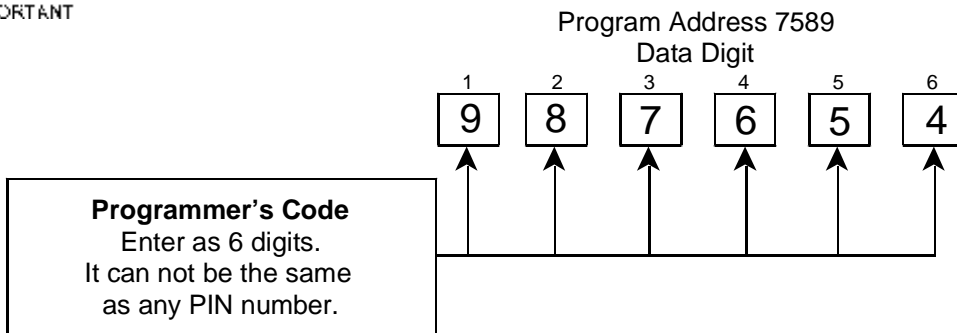 Program Address 7589
Data Digit
1 2 3 4 5 6
9 8 7 6 5 4
Programmer's Code
Enter as 6 digits.
It can not be the same
as any PIN number.